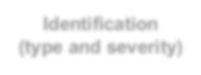 Identification
(type and severity)